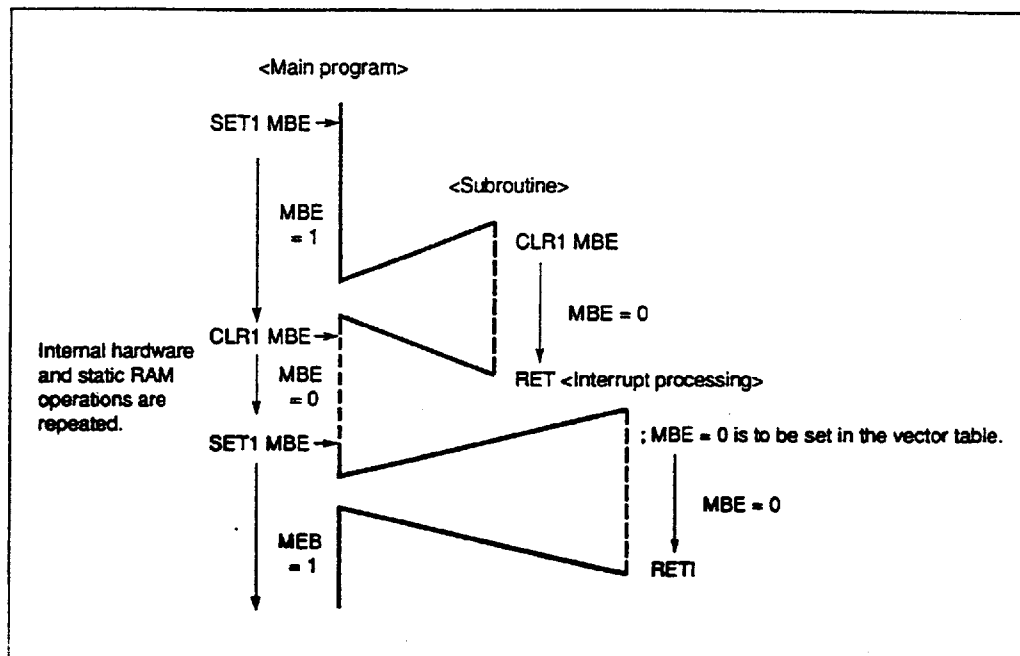 <Main program>
SET1 MBE
<Subroutine>
MBE
= 1
CLR1 MBE
MBE = 0
CLR1 MBE
Internal hardware
and static RAM
operations are
repeated.
MBE
= 0
RET <Interrupt processing>
SET1 MBE
; MBE = 0 is to be set in the vector table.
MBE = 0
MEB
= 1
RETI